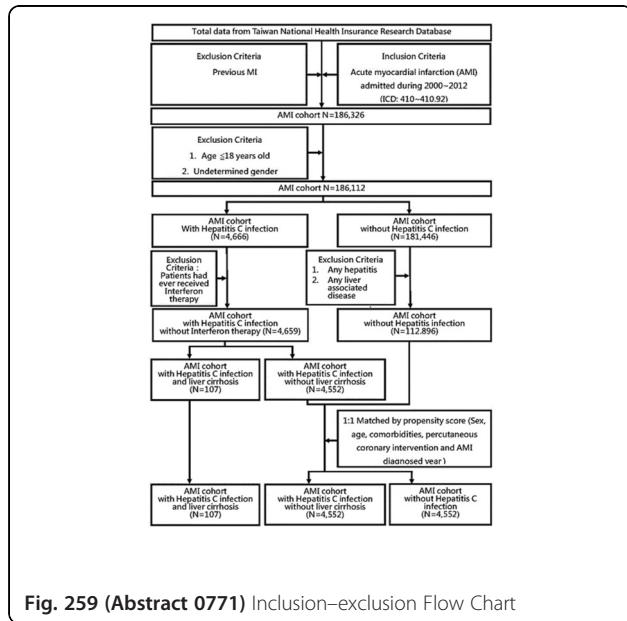 Total data from Taiwan National Health Insurance Research Database
Exclusion Criteria
Previous MI
Inclusion Criteria
Acute myocardial infarction (AMI)
admitted during 2000~2012
(ICD: 410~410.92)
AMI cohort N=186,326
Exclusion Criteria
1. Age ≦18 years old
2. Undetermined gender
AMI cohort N=186,112
AMI cohort
With Hepatitis C infection
(N=4,666)
AMI cohort
without Hepatitis C infection
(N=181,446)
Exclusion
Criteria :
Patients had
ever received
Interferon
therapy
Exclusion Criteria
1. Any hepatitis
2. Any liver
associated
disease
AMI cohort
with Hepatitis C infection
without Interferon therapy (N=4,659)
AMI cohort
without Hepatitis infection
(N=112,896)
AMI cohort
with Hepatitis C infection
and liver cirrhosis
(N=107)
AMI cohort
with Hepatitis C infection
without liver cirrhosis
(N=4,552)
1:1 Matched by propensity score (Sex,
age, comorbidities, percutaneous
coronary intervention and AMI
diagnosed year )
AMI cohort
with Hepatitis C infection
and liver cirrhosis
(N=107)
AMI cohort
with Hepatitis C infection
without liver cirrhosis
(N=4,552)
AMI cohort
without Hepatitis C
infection
(N=4,552)
Fig. 259 (Abstract 0771) Inclusion–exclusion Flow Chart